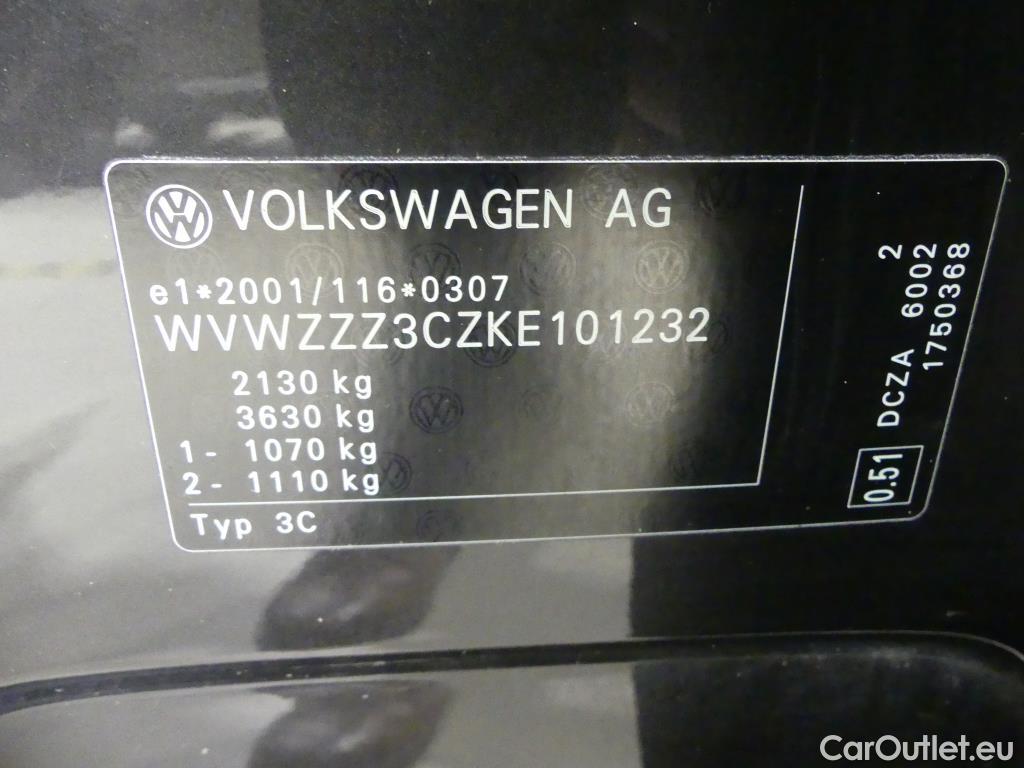 VOLKSWAGEN AG
e1*2001/116*0307
WVWZZZ3CZKE101232
2130 kg
3630 kg
1- 1070 kg
2- 1110 kg
Typ 3C
0.51 DCZA 6002 2
1750368
CarOutlet.eu